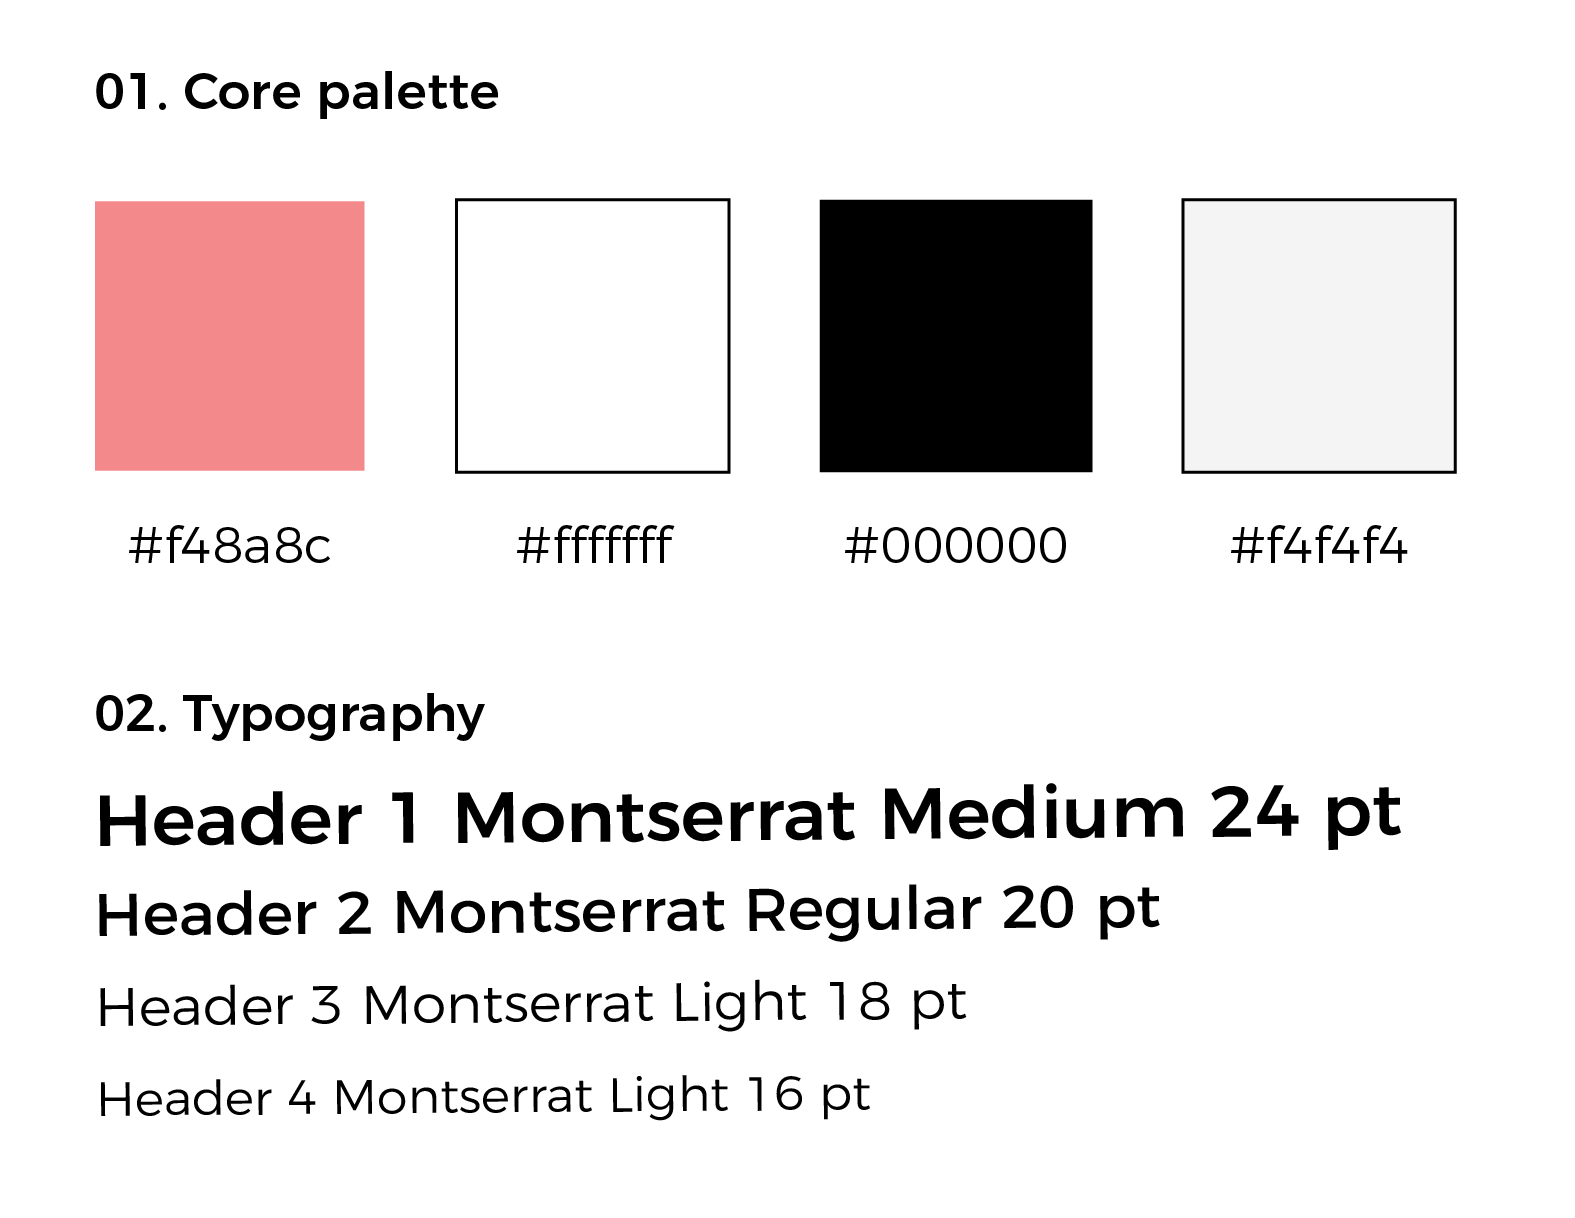 01. Core palette
#f48a8c #fffffff #000000 #f4f4f4
02. Typography
Header 1 Montserrat Medium 24 pt
Header 2 Montserrat Regular 20 pt
Header 3 Montserrat Light 18 pt
Header 4 Montserrat Light 16 pt